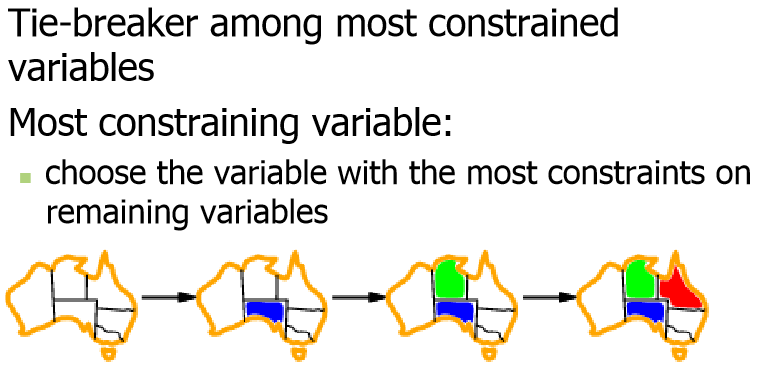 Tie-breaker among most constrained
variables
Most constraining variable:
choose the variable with the most constraints on
remaining variables